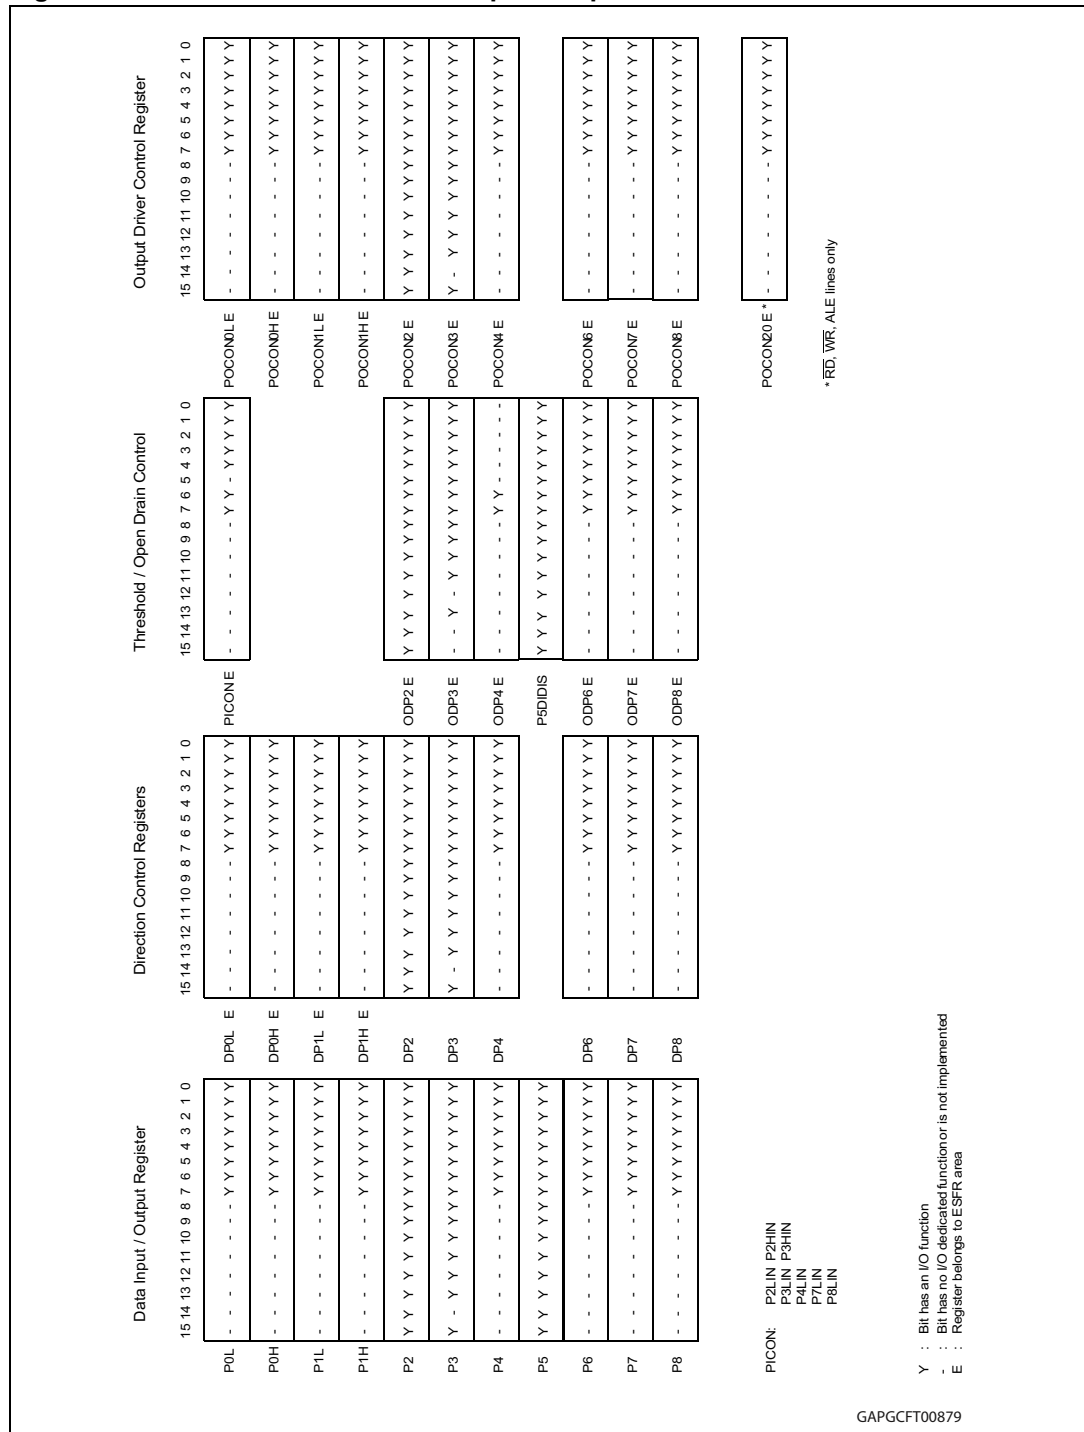 Data Input / Output Register Direction Control Registers Threshold / Open Drain Control Output Driver Control Register
15 14 13 12 11 10 9 8 7 6 5 4 3 2 1 0 15 14 13 12 11 10 9 8 7 6 5 4 3 2 1 0 15 14 13 12 11 10 9 8 7 6 5 4 3 2 1 0 15 14 13 12 11 10 9 8 7 6 5 4 3 2 1 0
P0L - - - - - - - - Y Y Y Y Y Y Y Y DP0L E - - - - - - - - Y Y Y Y Y Y Y Y PICON E - - - - - - - - Y Y - Y Y Y Y Y POCON0L E - - - - - - - - Y Y Y Y Y Y Y Y
P0H - - - - - - - - Y Y Y Y Y Y Y Y DP0H E - - - - - - - - Y Y Y Y Y Y Y Y POCON0H E - - - - - - - - Y Y Y Y Y Y Y Y
P1L - - - - - - - - Y Y Y Y Y Y Y Y DP1L E - - - - - - - - Y Y Y Y Y Y Y Y POCON1L E - - - - - - - - Y Y Y Y Y Y Y Y
P1H - - - - - - - - Y Y Y Y Y Y Y Y DP1H E - - - - - - - - Y Y Y Y Y Y Y Y POCON1H E - - - - - - - - Y Y Y Y Y Y Y Y
P2 Y Y Y Y Y Y Y Y Y Y Y Y Y Y Y Y DP2 Y Y Y Y Y Y Y Y Y Y Y Y Y Y Y Y ODP2 E Y Y Y Y Y Y Y Y Y Y Y Y Y Y Y Y POCON2 E Y Y Y Y Y Y Y Y Y Y Y Y Y Y Y Y
P3 Y - Y Y Y Y Y Y Y Y Y Y Y Y Y Y DP3 Y - Y Y Y Y Y Y Y Y Y Y Y Y Y Y ODP3 E - - Y - Y Y Y Y Y Y Y Y Y Y Y Y POCON3 E Y - Y Y Y Y Y Y Y Y Y Y Y Y Y Y
P4 - - - - - - - - Y Y Y Y Y Y Y Y DP4 - - - - - - - - Y Y Y Y Y Y Y Y ODP4 E - - - - - - - - Y Y - - - - - - POCON4 E - - - - - - - - Y Y Y Y Y Y Y Y
P5 Y Y Y Y Y Y Y Y Y Y Y Y Y Y Y Y P5DIDIS Y Y Y Y Y Y Y Y Y Y Y Y Y Y Y Y
P6 - - - - - - - - Y Y Y Y Y Y Y Y DP6 - - - - - - - - Y Y Y Y Y Y Y Y ODP6 E - - - - - - - - Y Y Y Y Y Y Y Y POCON6 E - - - - - - - - Y Y Y Y Y Y Y Y
P7 - - - - - - - - Y Y Y Y Y Y Y Y DP7 - - - - - - - - Y Y Y Y Y Y Y Y ODP7 E - - - - - - - - Y Y Y Y Y Y Y Y POCON7 E - - - - - - - - Y Y Y Y Y Y Y Y
P8 - - - - - - - - Y Y Y Y Y Y Y Y DP8 - - - - - - - - Y Y Y Y Y Y Y Y ODP8 E - - - - - - - - Y Y Y Y Y Y Y Y POCON8 E - - - - - - - - Y Y Y Y Y Y Y Y
PICON: P2LIN P2HIN POCON20 E * - - - - - - - - Y Y Y Y Y Y Y Y
P3LIN P3HIN
P4LIN
P7LIN
P8LIN
* RD, WR, ALE lines only
Y : Bit has an I/O function
- : Bit has no I/O dedicated function or is not implemented
E : Register belongs to ESFR area
GAPGCFT00879